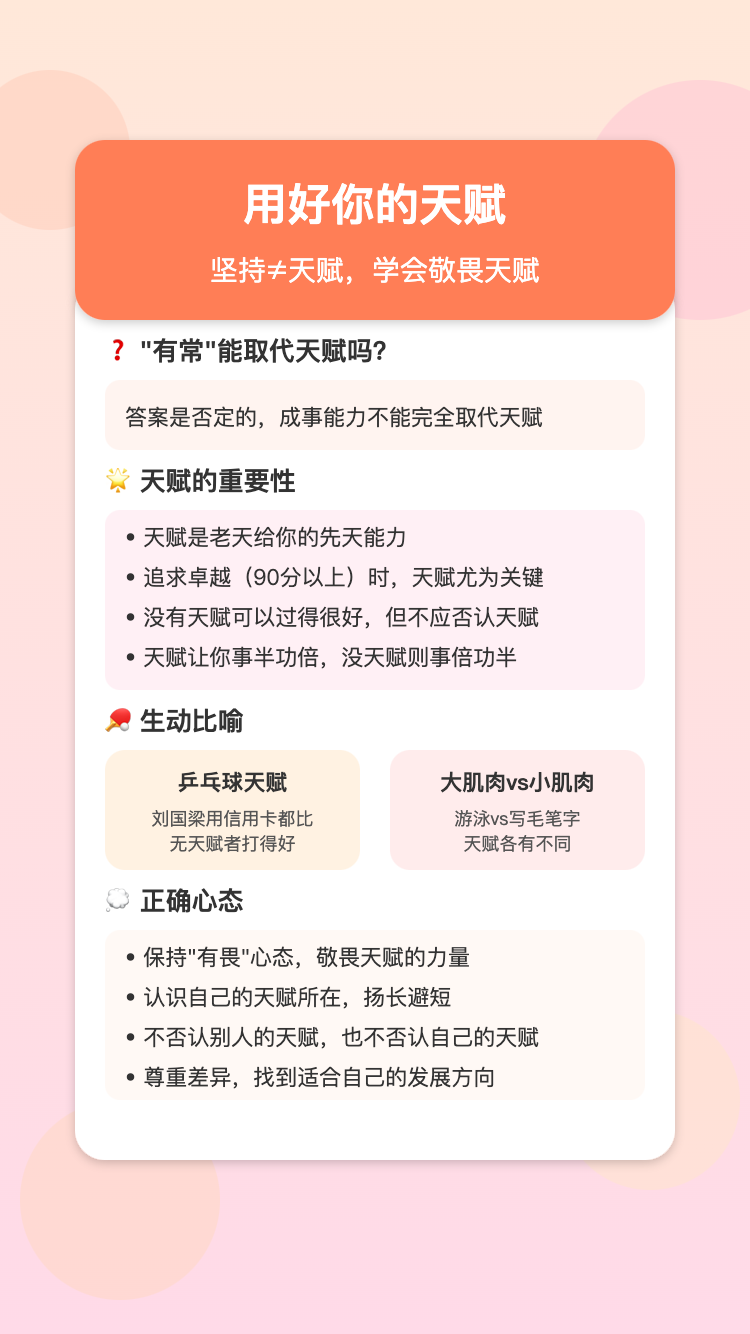 用好你的天赋
坚持≠天赋，学会敬畏天赋
❓ "有常"能取代天赋吗?
答案是否定的，成事能力不能完全取代天赋
🌟 天赋的重要性
• 天赋是老天给你的先天能力
• 追求卓越（90分以上）时，天赋尤为关键
• 没有天赋可以过得很好，但不应否认天赋
• 天赋让你事半功倍，没天赋则事倍功半
🏓 生动比喻
乒乓球天赋
刘国梁用信用卡都比
无天赋者打得好
大肌肉vs小肌肉
游泳vs写毛笔字
天赋各有不同
💭 正确心态
• 保持"有畏"心态，敬畏天赋的力量
• 认识自己的天赋所在，扬长避短
• 不否认别人的天赋，也不否认自己的天赋
• 尊重差异，找到适合自己的发展方向